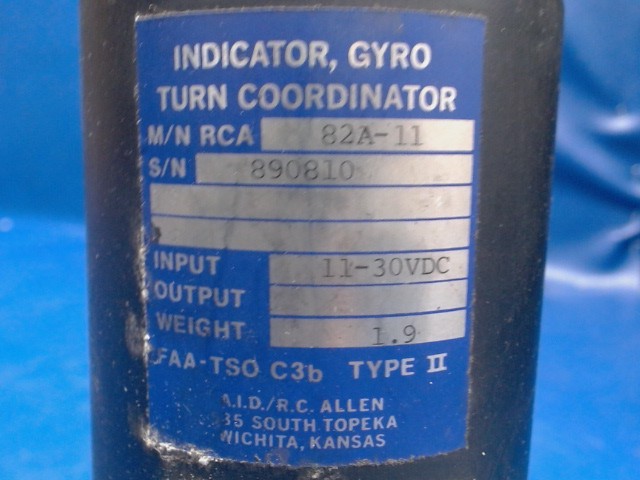 INDICATOR, GYRO
TURN COORDINATOR
M/N RCA 82A-11
S/N 890810
INPUT 11-30VDC
OUTPUT
WEIGHT 1.9
FAA-TSO C3b TYPE II
A.I.D./R.C. ALLEN
35 SOUTH TOPEKA
WICHITA, KANSAS